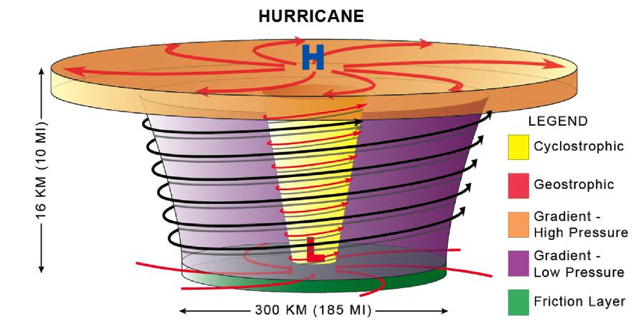 HURRICANE
H
LEGEND
Cyclostrophic
Geostrophic
Gradient -
High Pressure
Gradient -
Low Pressure
Friction Layer
16 KM (10 MI)
L
300 KM (185 MI)